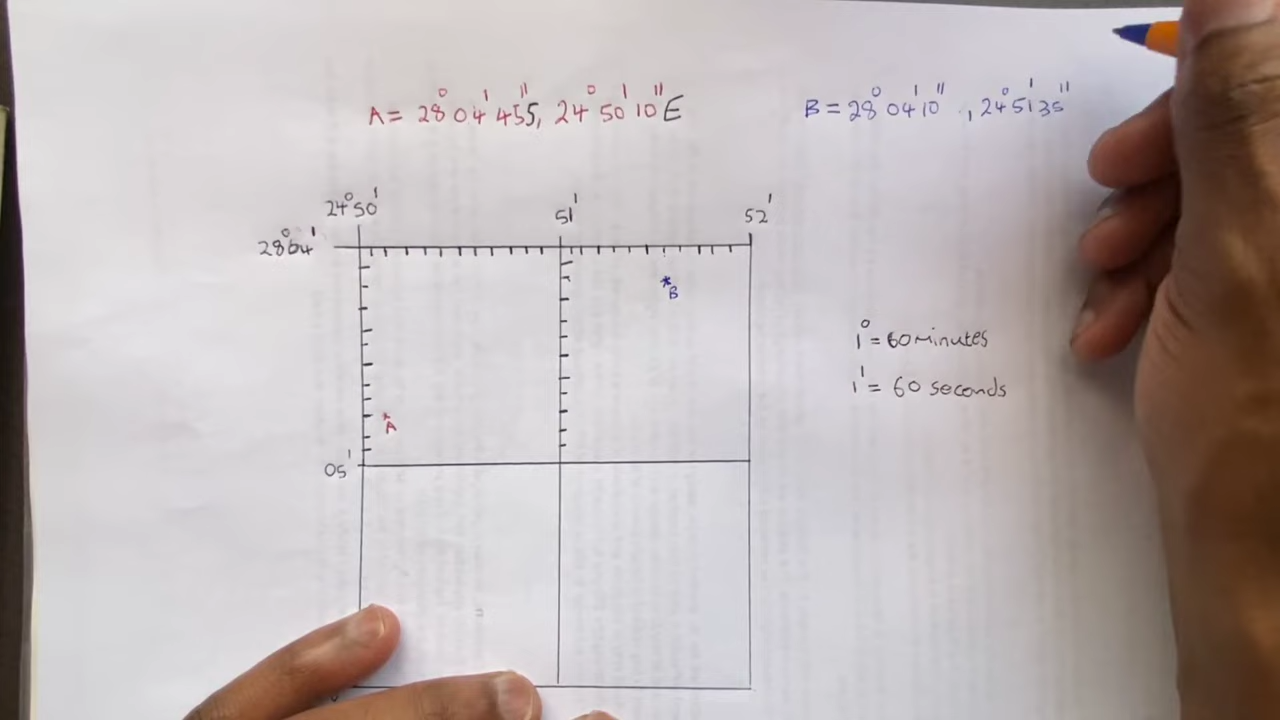 A = 28°04'45"S, 24°50'10"E
B = 28°04'10" , 24°51'35"
24°50'
51'
52'
28°04'
B
1° = 60 minutes
1' = 60 seconds
A
05'